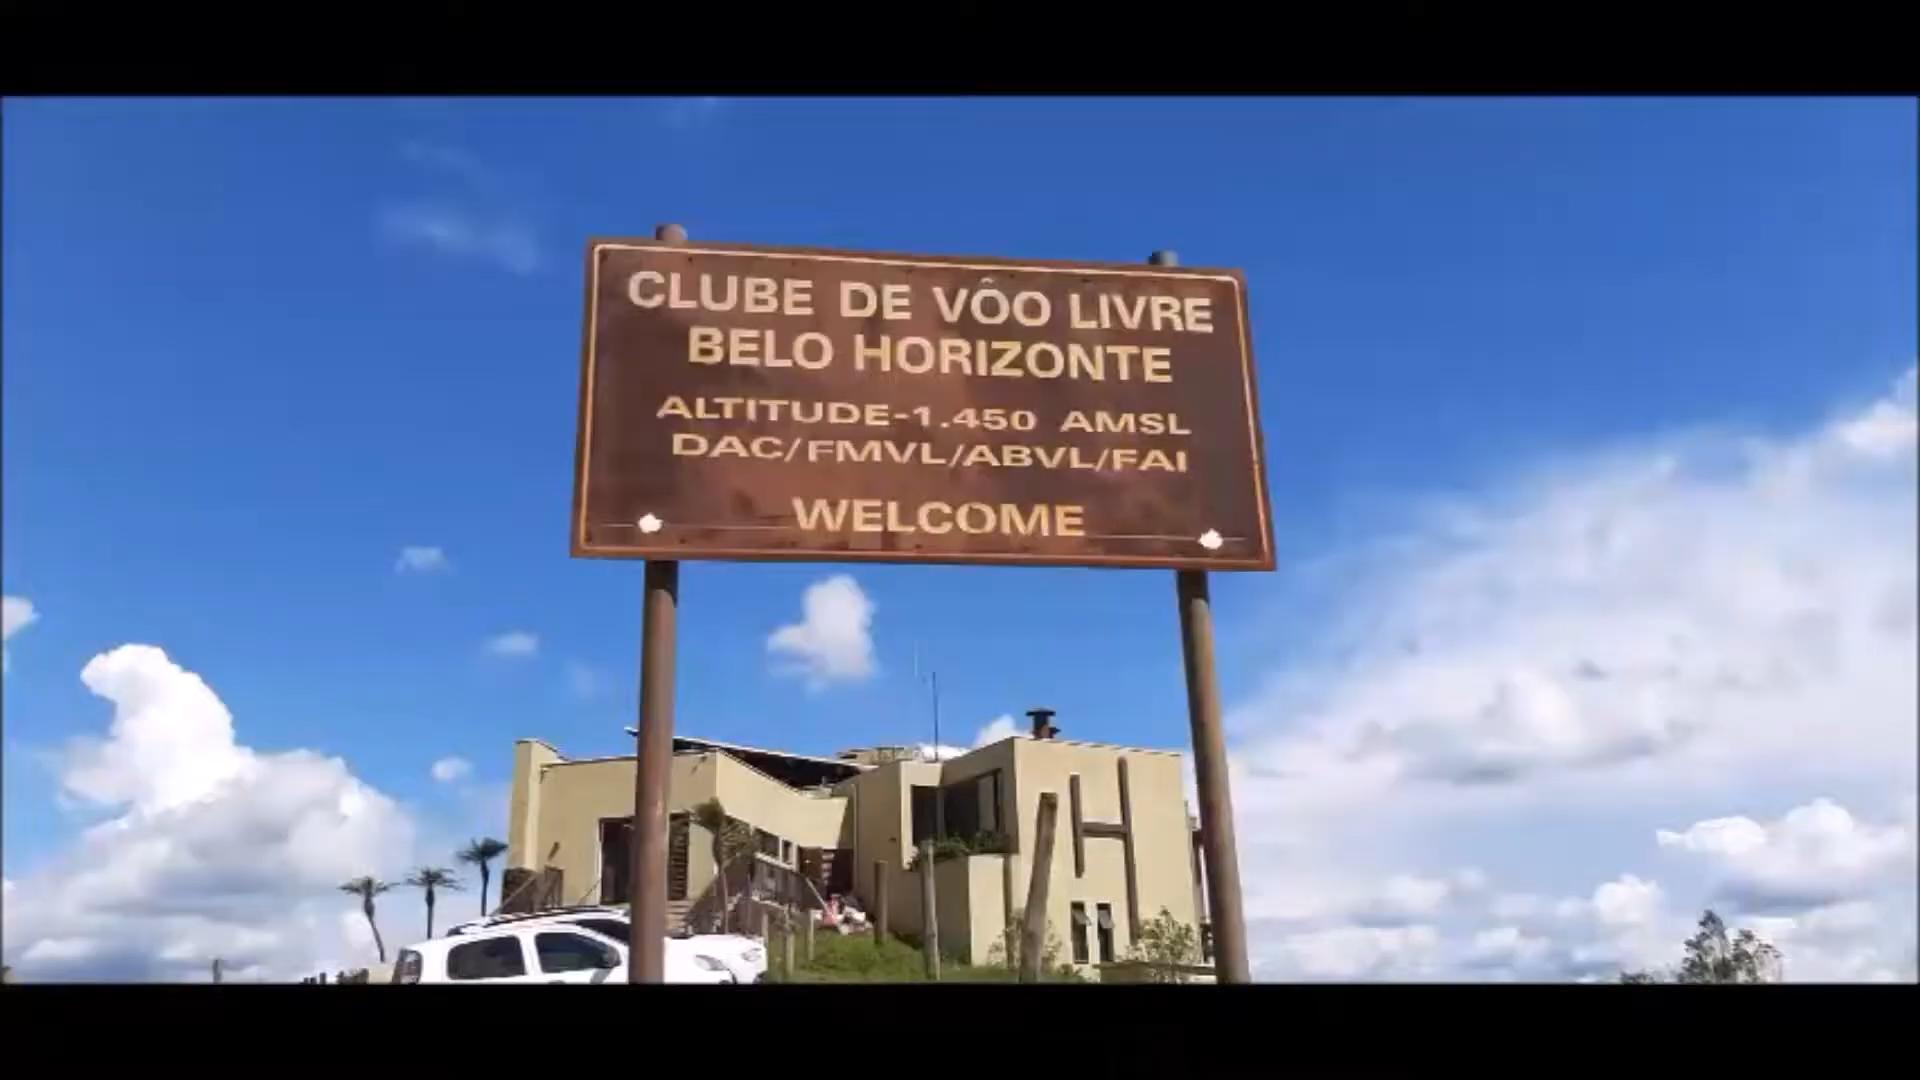 CLUBE DE VÔO LIVRE
BELO HORIZONTE
ALTITUDE-1.450 AMSL
DAC/FMVL/ABVL/FAI
WELCOME